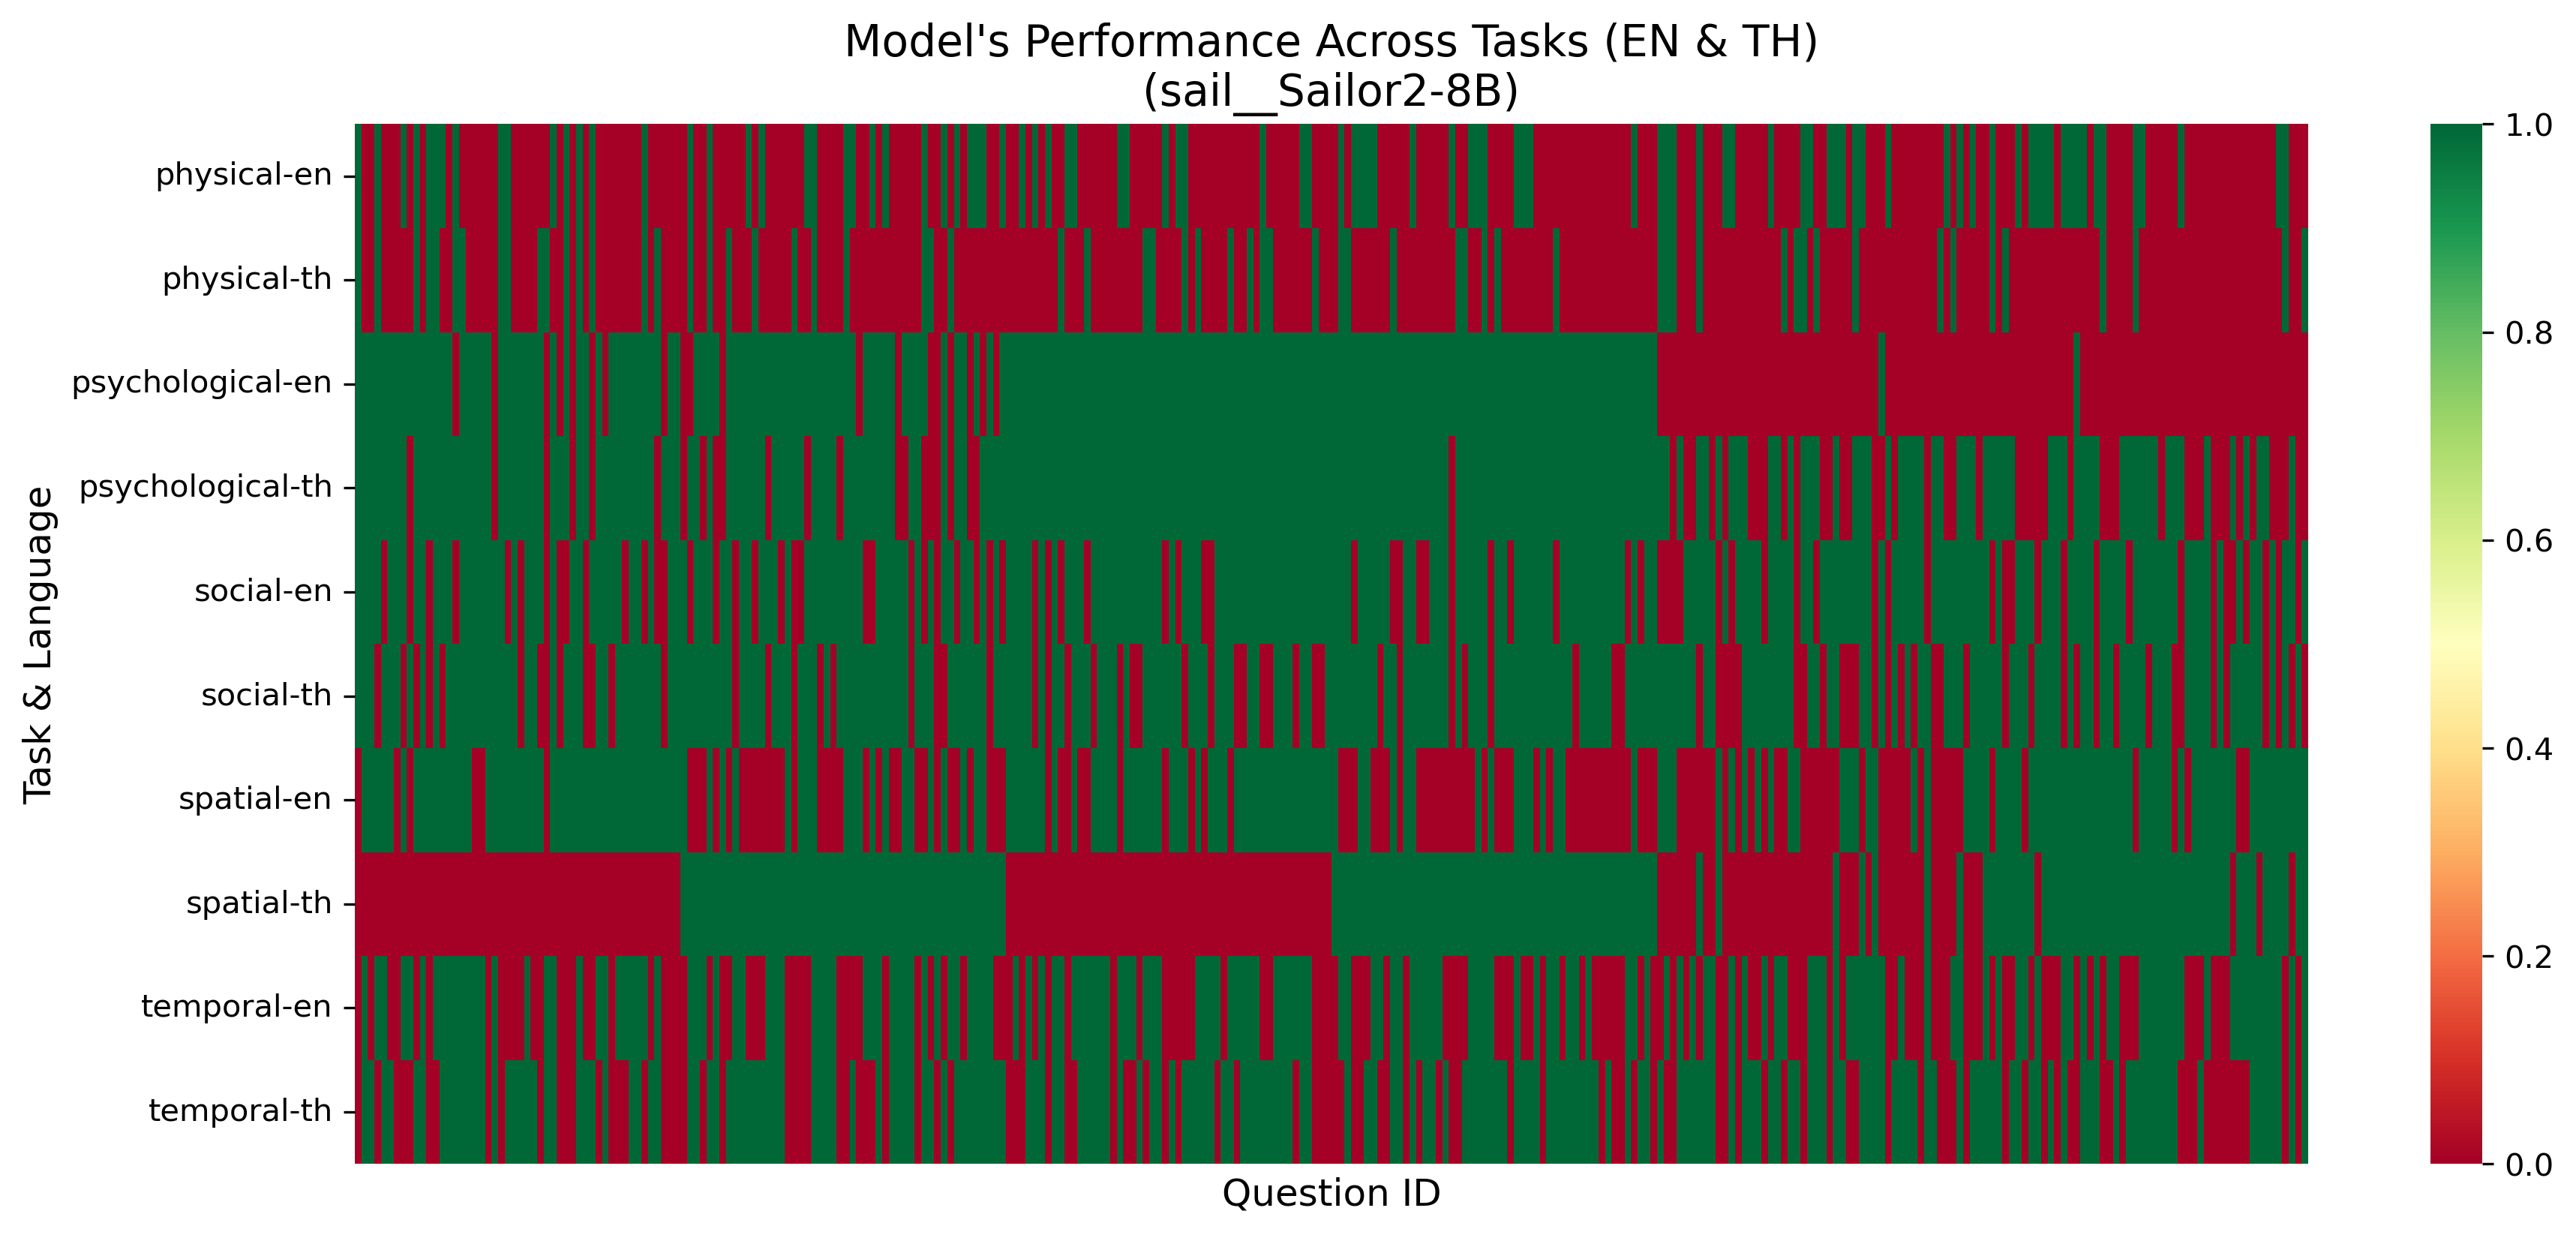 Model's Performance Across Tasks (EN & TH)
(sail__Sailor2-8B)
Task & Language
physical-en
physical-th
psychological-en
psychological-th
social-en
social-th
spatial-en
spatial-th
temporal-en
temporal-th
Question ID
1.0
0.8
0.6
0.4
0.2
0.0